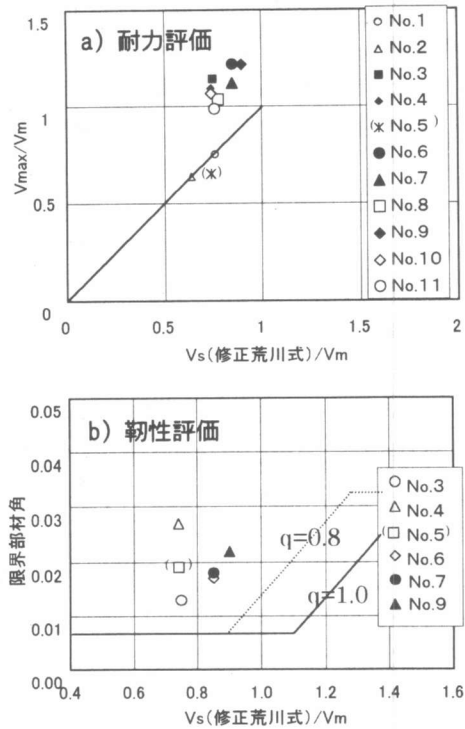 a) 耐力評価
Vmax/Vm
1.5
1
0.5
0
0
0.5
1
1.5
2
Vs(修正荒川式)/Vm
(✳)
No.1
No.2
No.3
No.4
(✳ No.5)
No.6
No.7
No.8
No.9
No.10
No.11
b) 靭性評価
限界部材角
0.05
0.04
0.03
0.02
0.01
0.00
0.4
0.6
0.8
1.0
1.2
1.4
1.6
Vs(修正荒川式)/Vm
q=0.8
q=1.0
( )
No.3
No.4
( No.5)
No.6
No.7
No.9